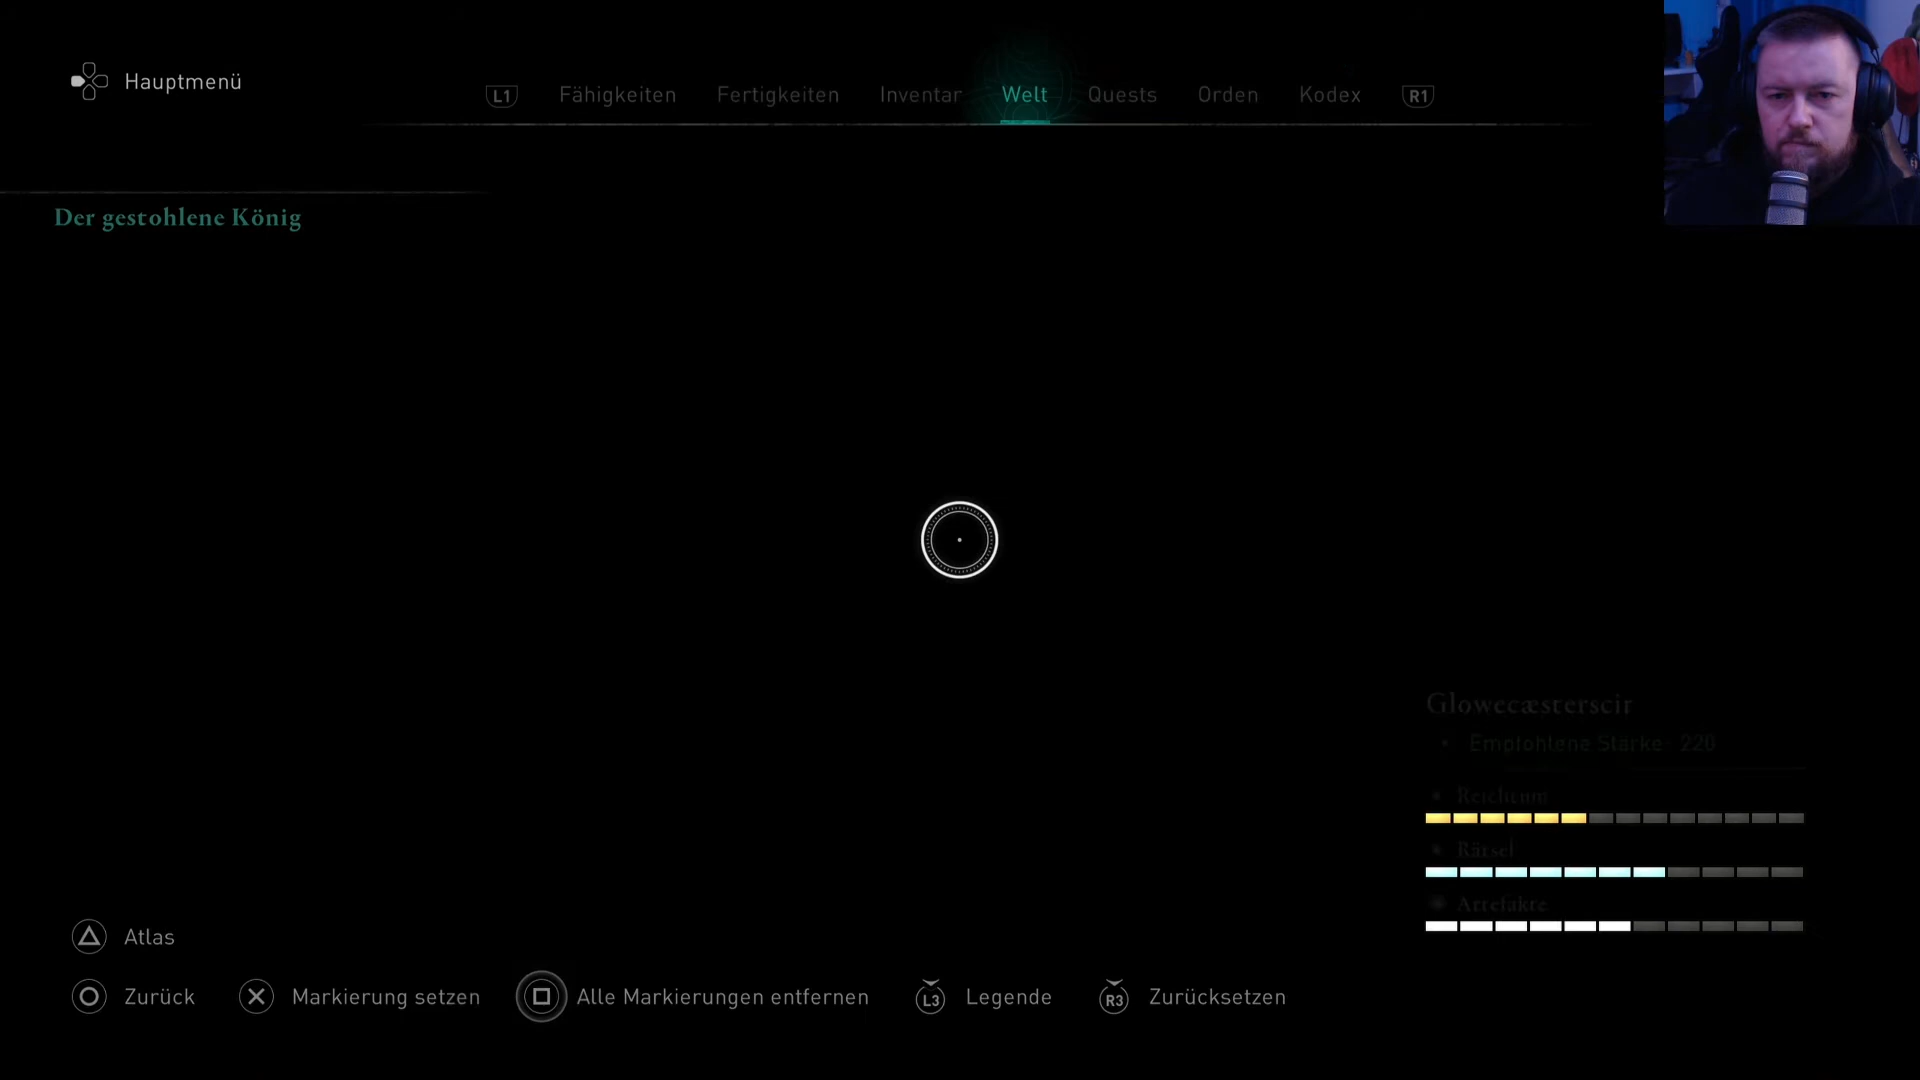 Hauptmenü
L1 Fähigkeiten Fertigkeiten Inventar Welt Quests Orden Kodex R1
Der gestohlene König
Glowecæsterscir
Empfohlene Stärke: 220
Reichtum
Rätsel
Artefakte
Atlas
Zurück Markierung setzen Alle Markierungen entfernen L3 Legende R3 Zurücksetzen